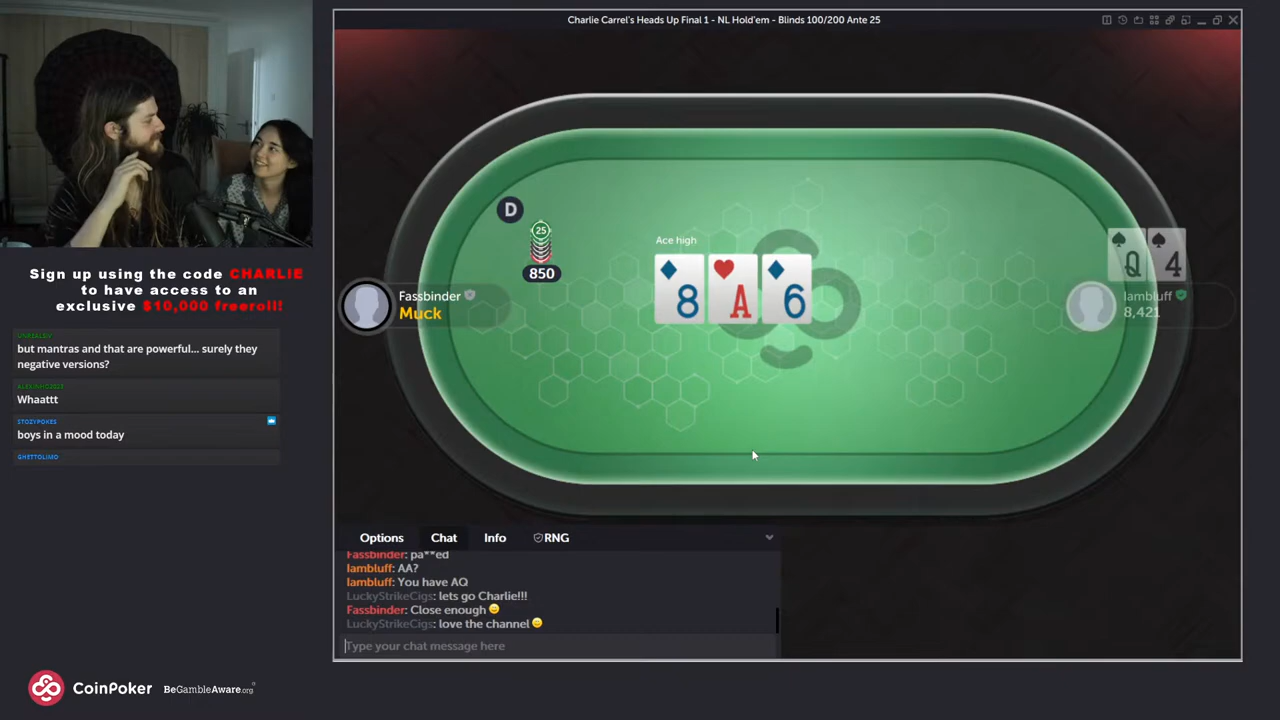 Charlie Carrel's Heads Up Final 1 - NL Hold'em - Blinds 100/200 Ante 25
D
25
850
Ace high
8
A
6
Q
4
Fassbinder
Muck
Iambluff
8,421
Sign up using the code CHARLIE
to have access to an
exclusive $10,000 freeroll!
but mantras and that are powerful... surely they
negative versions?
Whaattt
STOZYPOKES
boys in a mood today
GHETTOLIMO
Options
Chat
Info
RNG
Fassbinder: pa**ed
Iambluff: AA?
Iambluff: You have AQ
LuckyStrikeCigs: lets go Charlie!!!
Fassbinder: Close enough
LuckyStrikeCigs: love the channel
Type your chat message here
CoinPoker
BeGambleAware.org